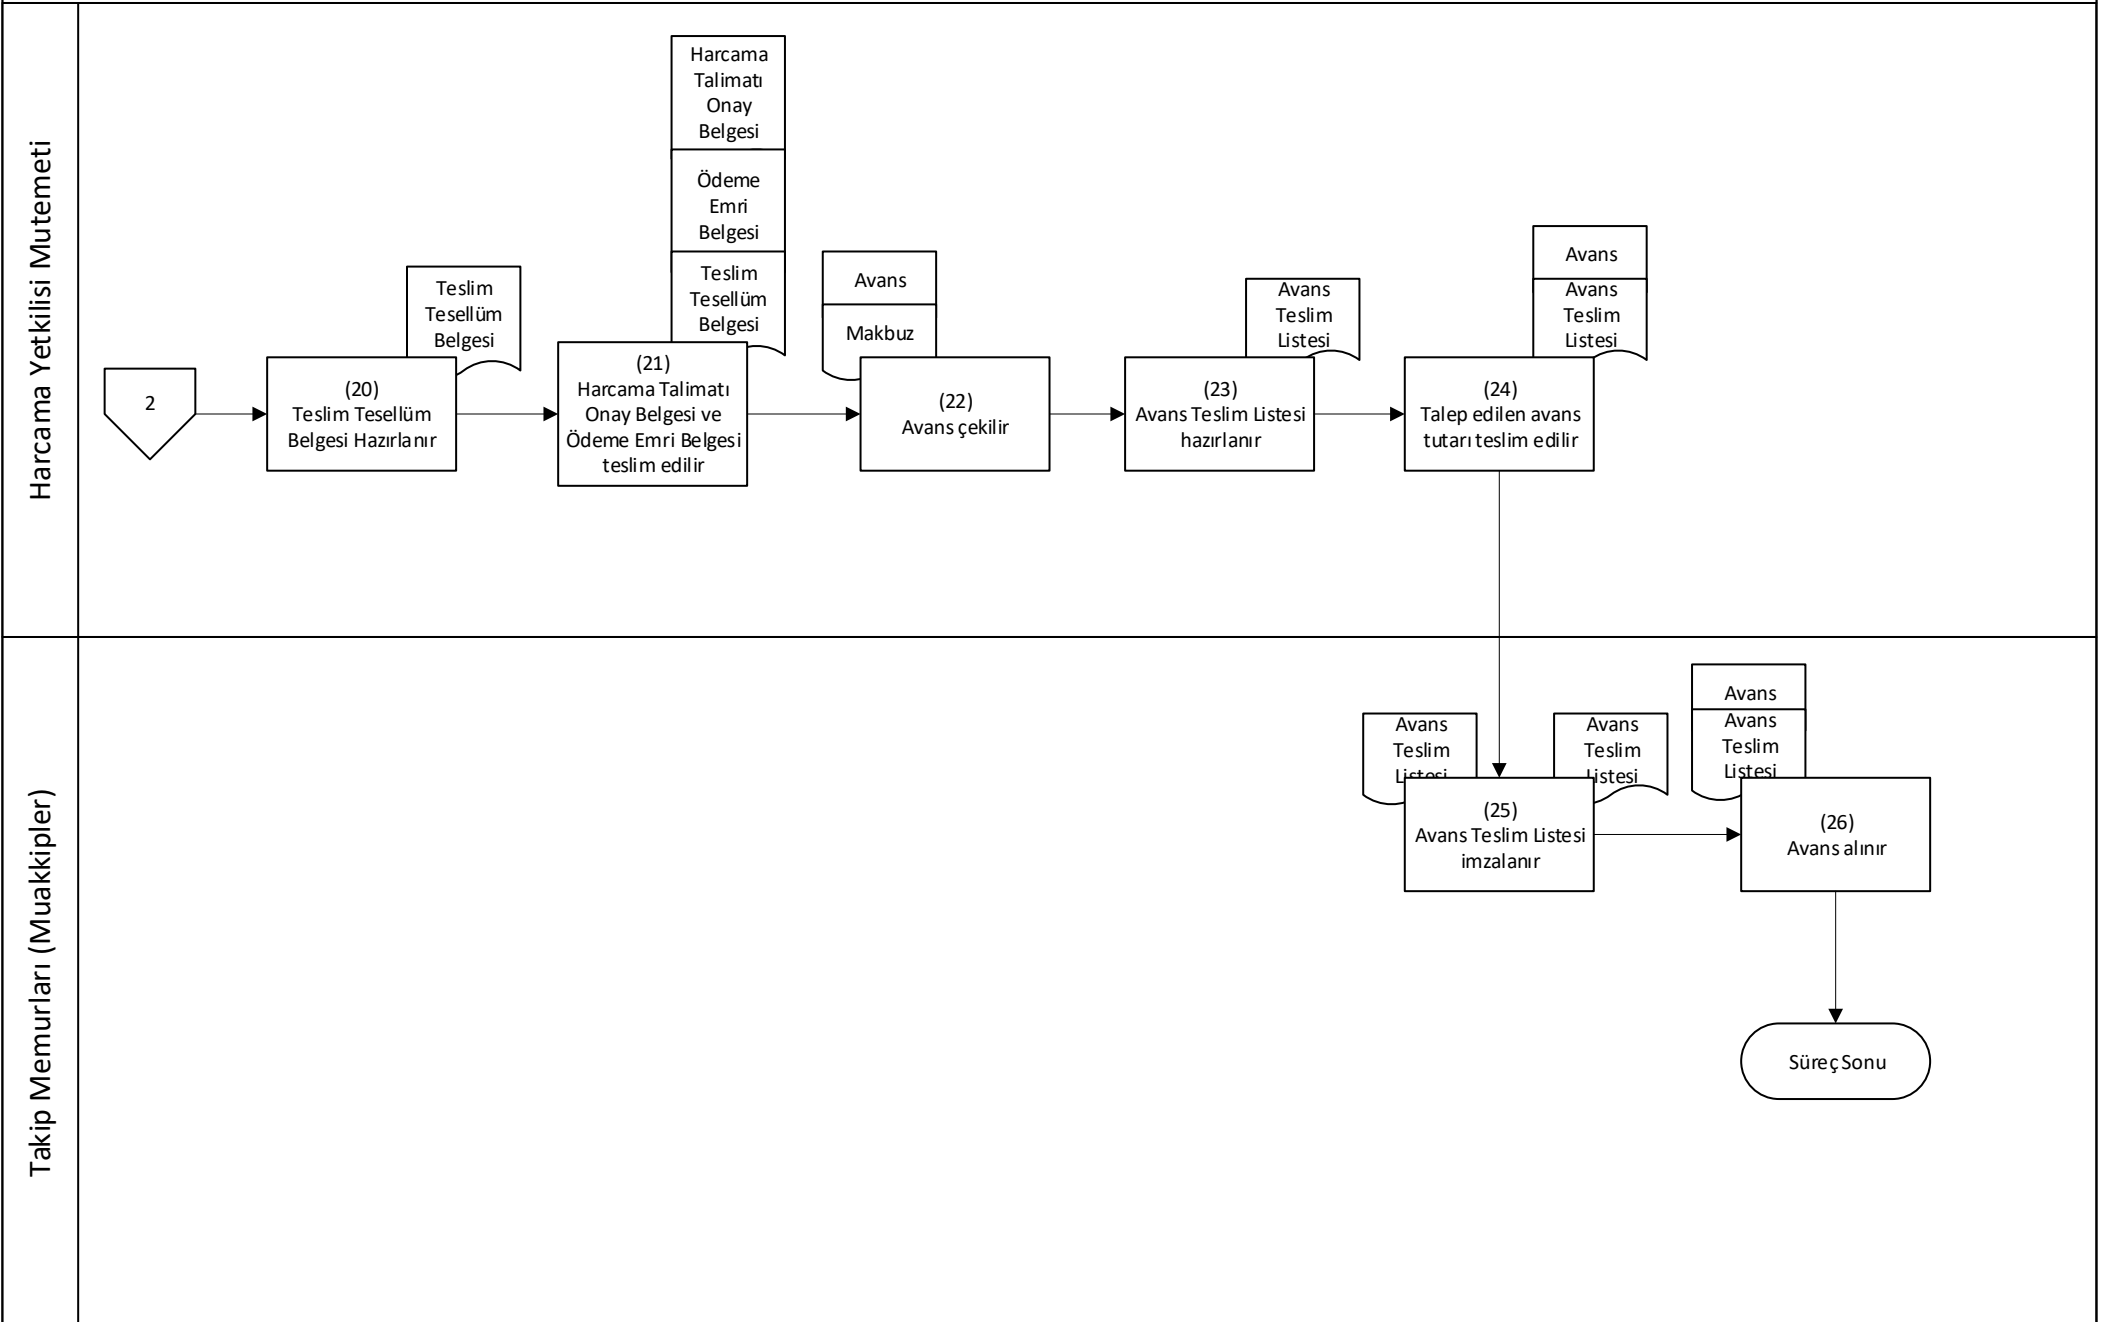 Harcama Yetkilisi Mutemeti
2
Teslim
Tesellüm
Belgesi
(20)
Teslim Tesellüm
Belgesi Hazırlanır
Harcama
Talimatı
Onay
Belgesi
Ödeme
Emri
Belgesi
Teslim
Tesellüm
Belgesi
(21)
Harcama Talimatı
Onay Belgesi ve
Ödeme Emri Belgesi
teslim edilir
Avans
Makbuz
(22)
Avans çekilir
Avans
Teslim
Listesi
(23)
Avans Teslim Listesi
hazırlanır
Avans
Avans
Teslim
Listesi
(24)
Talep edilen avans
tutarı teslim edilir
Takip Memurları (Muakkipler)
Avans
Teslim
Listesi
Avans
Teslim
Listesi
(25)
Avans Teslim Listesi
imzalanır
Avans
Avans
Teslim
Listesi
(26)
Avans alınır
Süreç Sonu